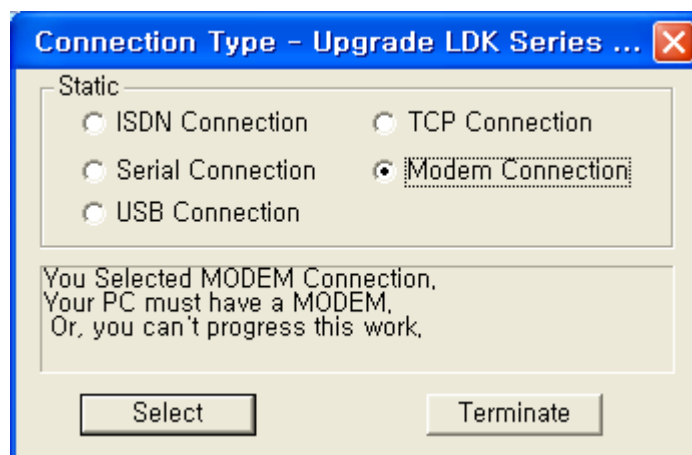 Connection Type - Upgrade LDK Series ...
Static
ISDN Connection
TCP Connection
Serial Connection
Modem Connection
USB Connection
You Selected MODEM Connection,
Your PC must have a MODEM,
Or, you can't progress this work,
Select
Terminate